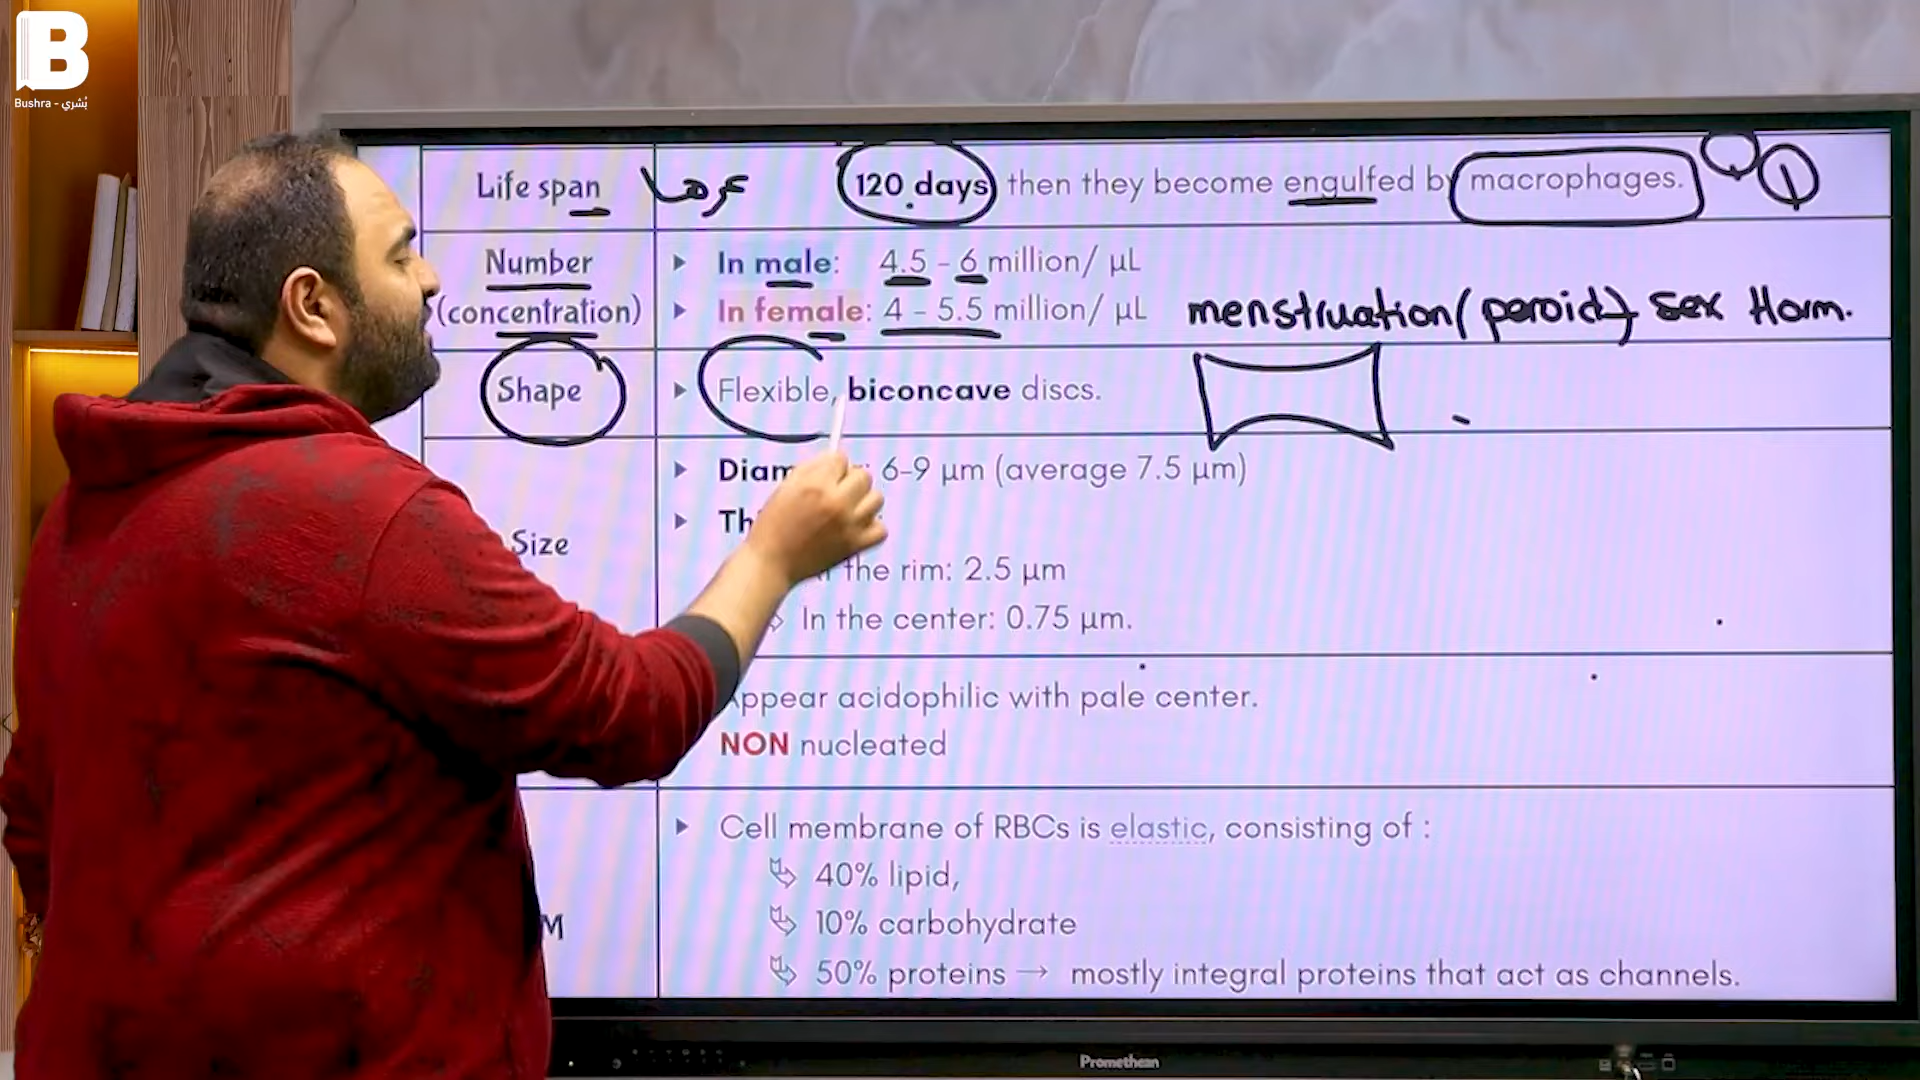 B
Bushra - بُشري
Life span عمرها 120 days then they become engulfed by macrophages.
Number
(concentration)
In male: 4.5 - 6 million/ µL
In female: 4 - 5.5 million/ µL menstruation (peroid) sex Horm.
Shape
Flexible, biconcave discs.
Size
6-9 µm (average 7.5 µm)
the rim: 2.5 µm
In the center: 0.75 µm.
Appear acidophilic with pale center.
NON nucleated
Cell membrane of RBCs is elastic, consisting of :
40% lipid,
10% carbohydrate
50% proteins → mostly integral proteins that act as channels.
Promethean